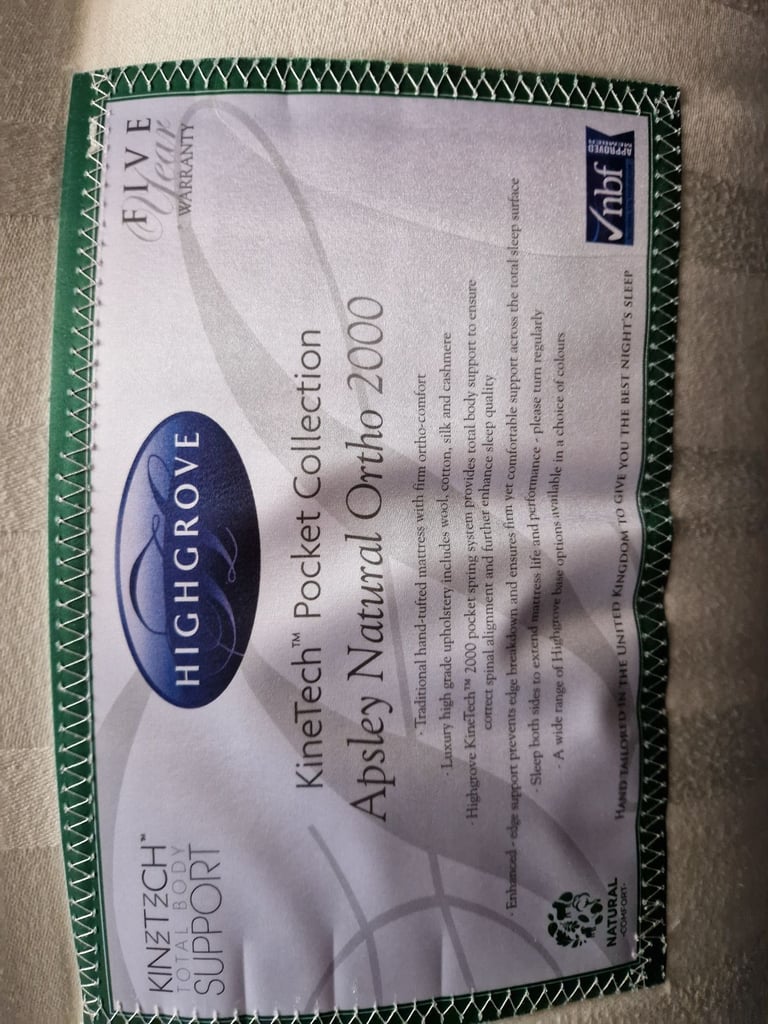 KINETECH™
TOTAL BODY
SUPPORT
HIGHGROVE
FIVE
Year
WARRANTY
KineTech™ Pocket Collection
Apsley Natural Ortho 2000
· Traditional hand-tufted mattress with firm ortho-comfort
· Luxury high grade upholstery includes wool, cotton, silk and cashmere
· Highgrove KineTech™ 2000 pocket spring system provides total body support to ensure
correct spinal alignment and further enhance sleep quality
· Enhanced - edge support prevents edge breakdown and ensures firm yet comfortable support across the total sleep surface
· Sleep both sides to extend mattress life and performance - please turn regularly
· A wide range of Highgrove base options available in a choice of colours
NATURAL
·COMFORT·
HAND TAILORED IN THE UNITED KINGDOM TO GIVE YOU THE BEST NIGHT'S SLEEP
nbf
APPROVED
MEMBER